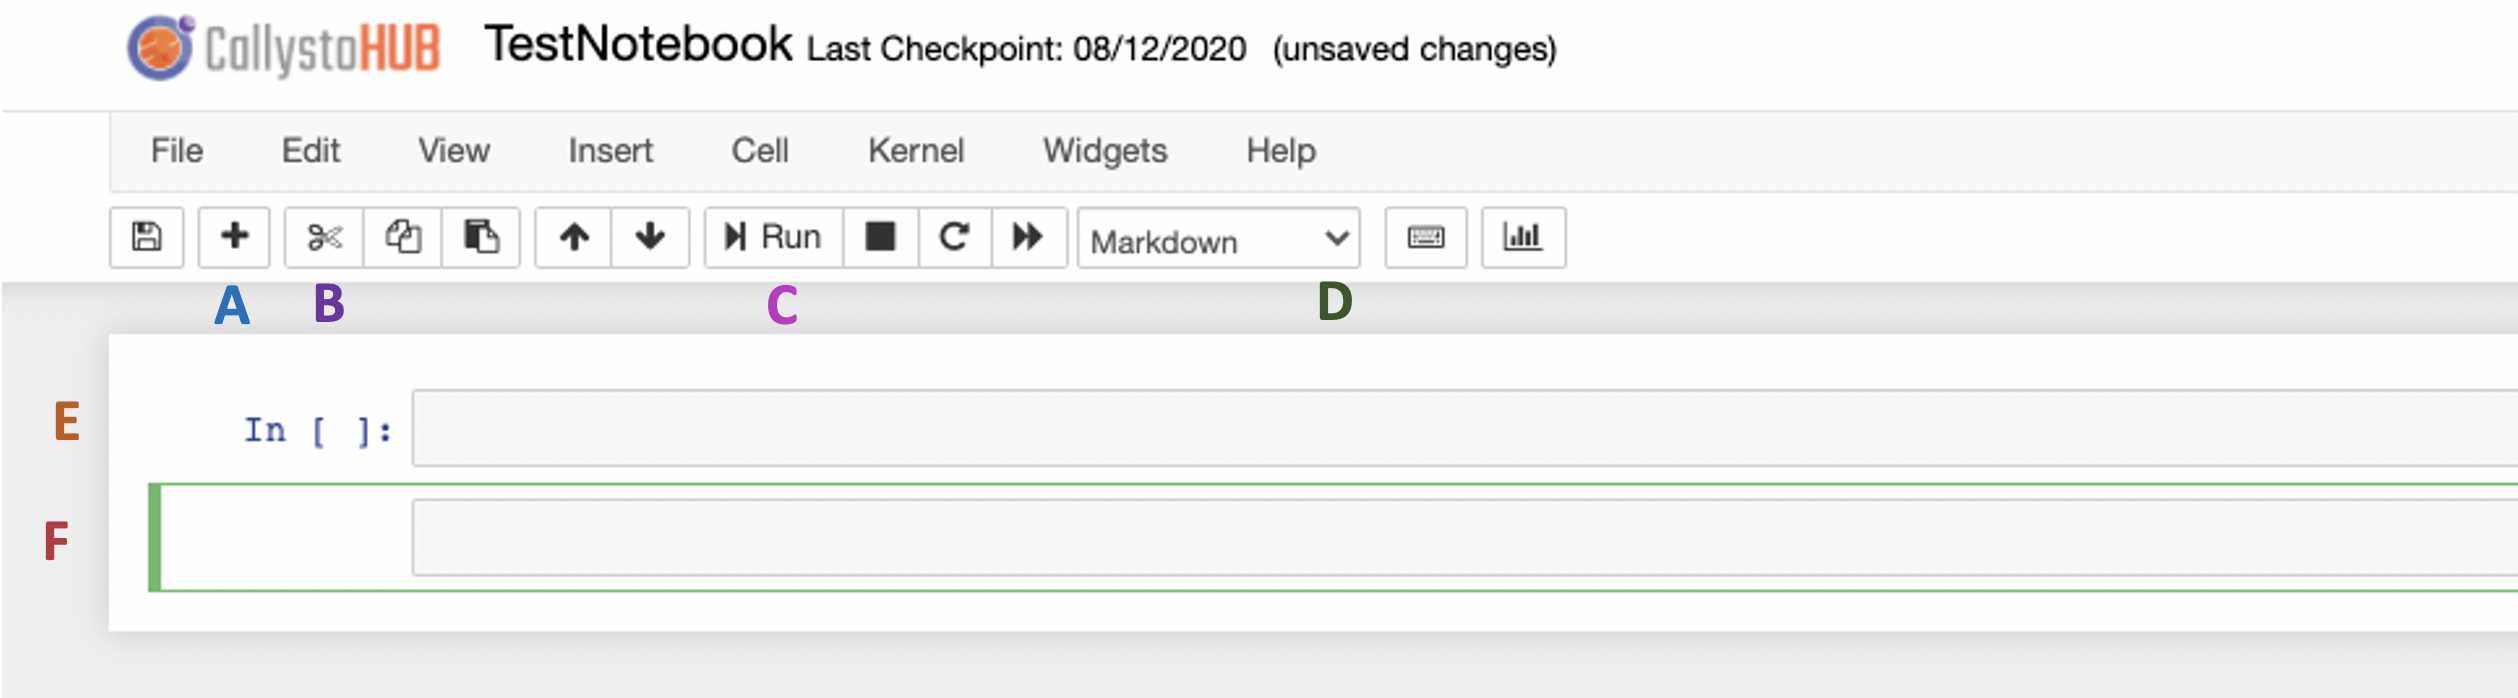 CallystoHUB TestNotebook Last Checkpoint: 08/12/2020 (unsaved changes)
File Edit View Insert Cell Kernel Widgets Help
Run Markdown
A B C D
E In [ ]:
F